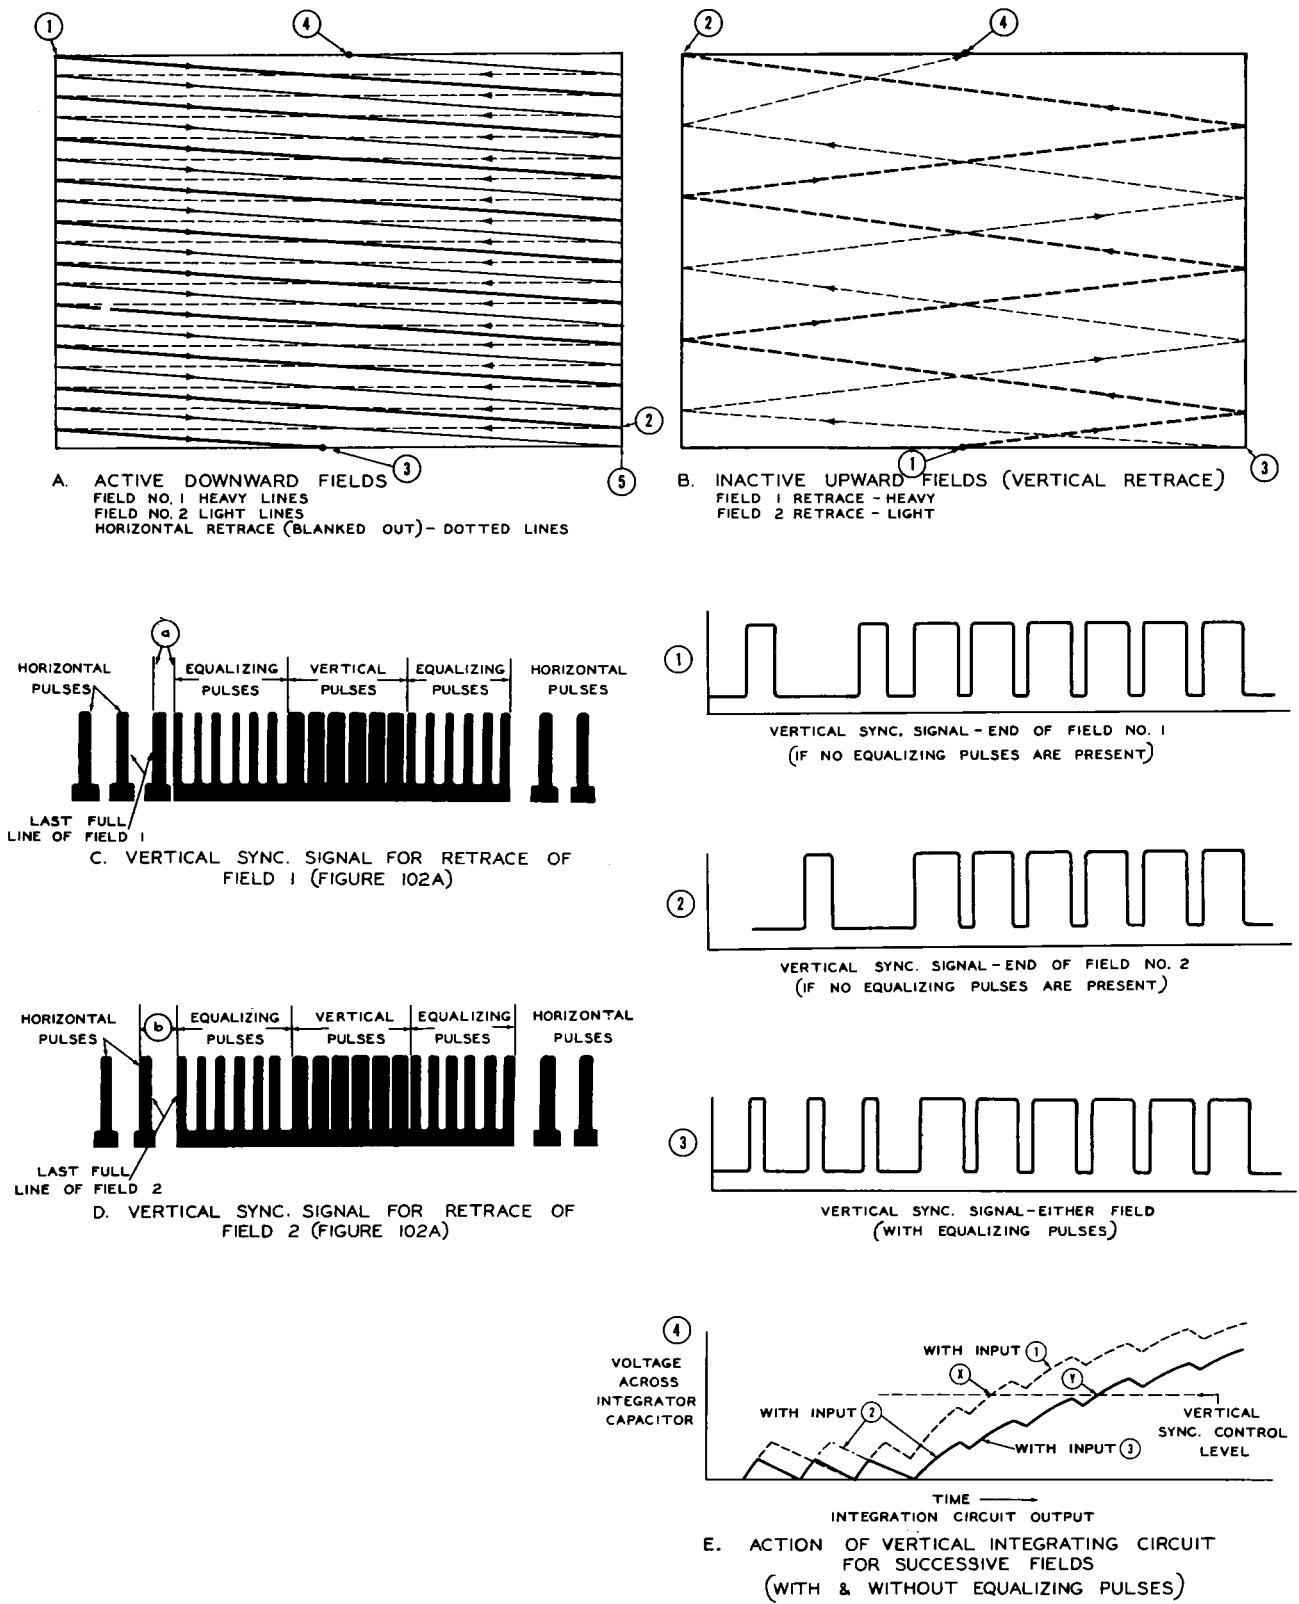 1
4
A. ACTIVE DOWNWARD FIELDS
FIELD NO. 1 HEAVY LINES
FIELD NO. 2 LIGHT LINES
HORIZONTAL RETRACE (BLANKED OUT) - DOTTED LINES
2
3
5
2
4
1
3
B. INACTIVE UPWARD FIELDS (VERTICAL RETRACE)
FIELD 1 RETRACE - HEAVY
FIELD 2 RETRACE - LIGHT
a
HORIZONTAL
PULSES
EQUALIZING
PULSES
VERTICAL
PULSES
EQUALIZING
PULSES
HORIZONTAL
PULSES
LAST FULL
LINE OF FIELD 1
C. VERTICAL SYNC. SIGNAL FOR RETRACE OF
FIELD 1 (FIGURE 102A)
HORIZONTAL
PULSES
b
EQUALIZING
PULSES
VERTICAL
PULSES
EQUALIZING
PULSES
HORIZONTAL
PULSES
LAST FULL
LINE OF FIELD 2
D. VERTICAL SYNC. SIGNAL FOR RETRACE OF
FIELD 2 (FIGURE 102A)
1
VERTICAL SYNC. SIGNAL - END OF FIELD NO. 1
(IF NO EQUALIZING PULSES ARE PRESENT)
2
VERTICAL SYNC. SIGNAL - END OF FIELD NO. 2
(IF NO EQUALIZING PULSES ARE PRESENT)
3
VERTICAL SYNC. SIGNAL-EITHER FIELD
(WITH EQUALIZING PULSES)
4
VOLTAGE
ACROSS
INTEGRATOR
CAPACITOR
WITH INPUT 1
X
Y
WITH INPUT 2
WITH INPUT 3
VERTICAL
SYNC. CONTROL
LEVEL
TIME
INTEGRATION CIRCUIT OUTPUT
E. ACTION OF VERTICAL INTEGRATING CIRCUIT
FOR SUCCESSIVE FIELDS
(WITH & WITHOUT EQUALIZING PULSES)